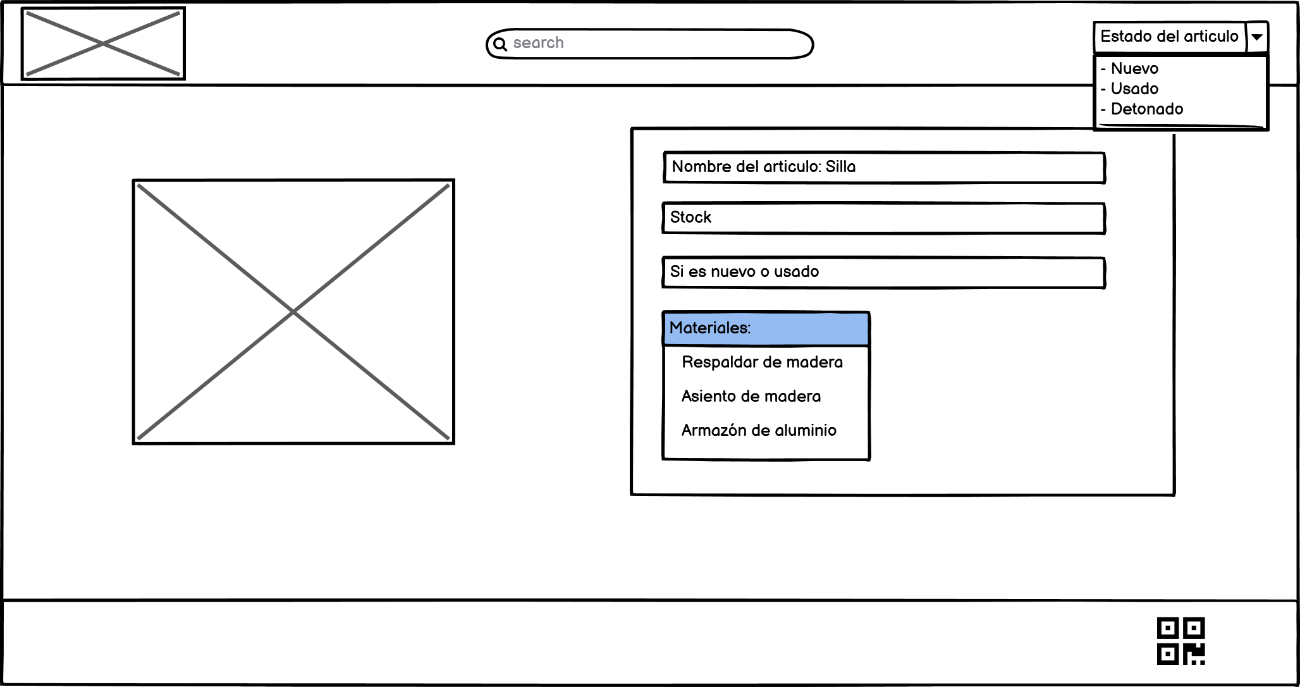 search
Estado del articulo
- Nuevo
- Usado
- Detonado
Nombre del articulo: Silla
Stock
Si es nuevo o usado
Materiales:
Respaldar de madera
Asiento de madera
Armazón de aluminio